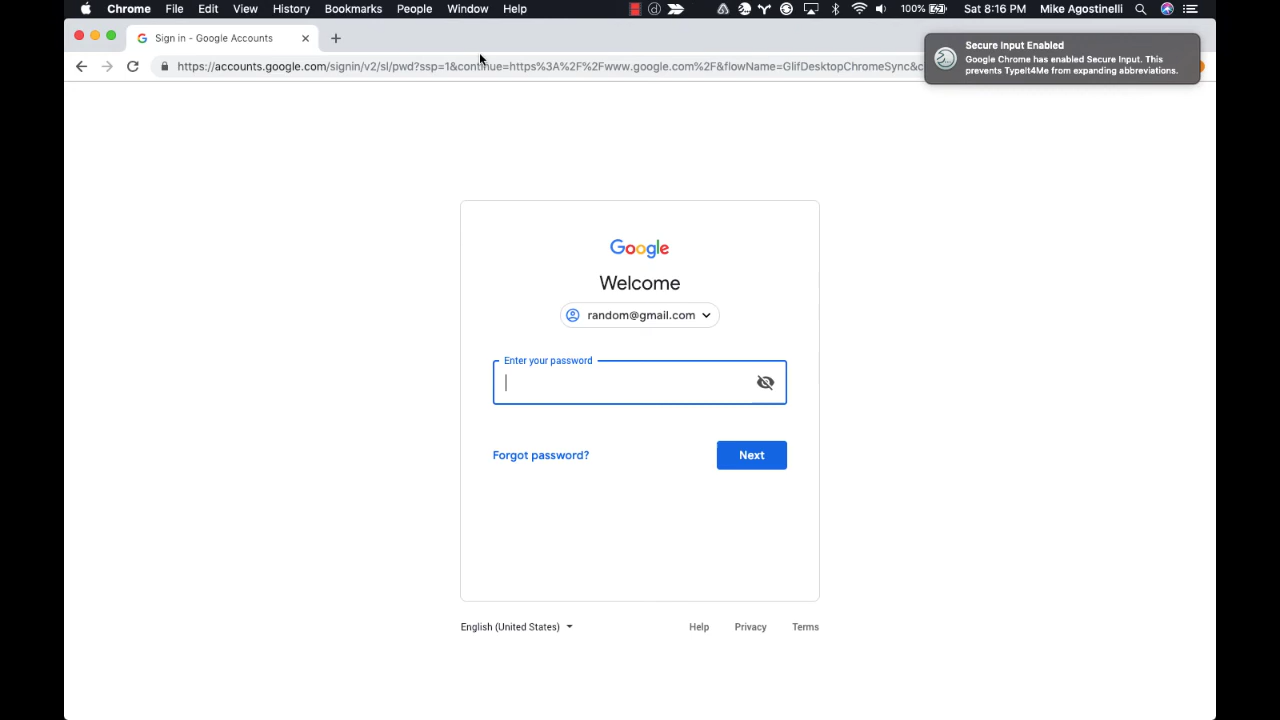 Chrome File Edit View History Bookmarks People Window Help 100% Sat 8:16 PM Mike Agostinelli
Sign in - Google Accounts
https://accounts.google.com/signin/v2/sl/pwd?ssp=1&continue=https%3A%2F%2Fwww.google.com%2F&flowName=GlifDesktopChromeSync&c
Secure Input Enabled
Google Chrome has enabled Secure Input. This
prevents TypeIt4Me from expanding abbreviations.
Google
Welcome
random@gmail.com
Enter your password
Forgot password? Next
English (United States) Help Privacy Terms